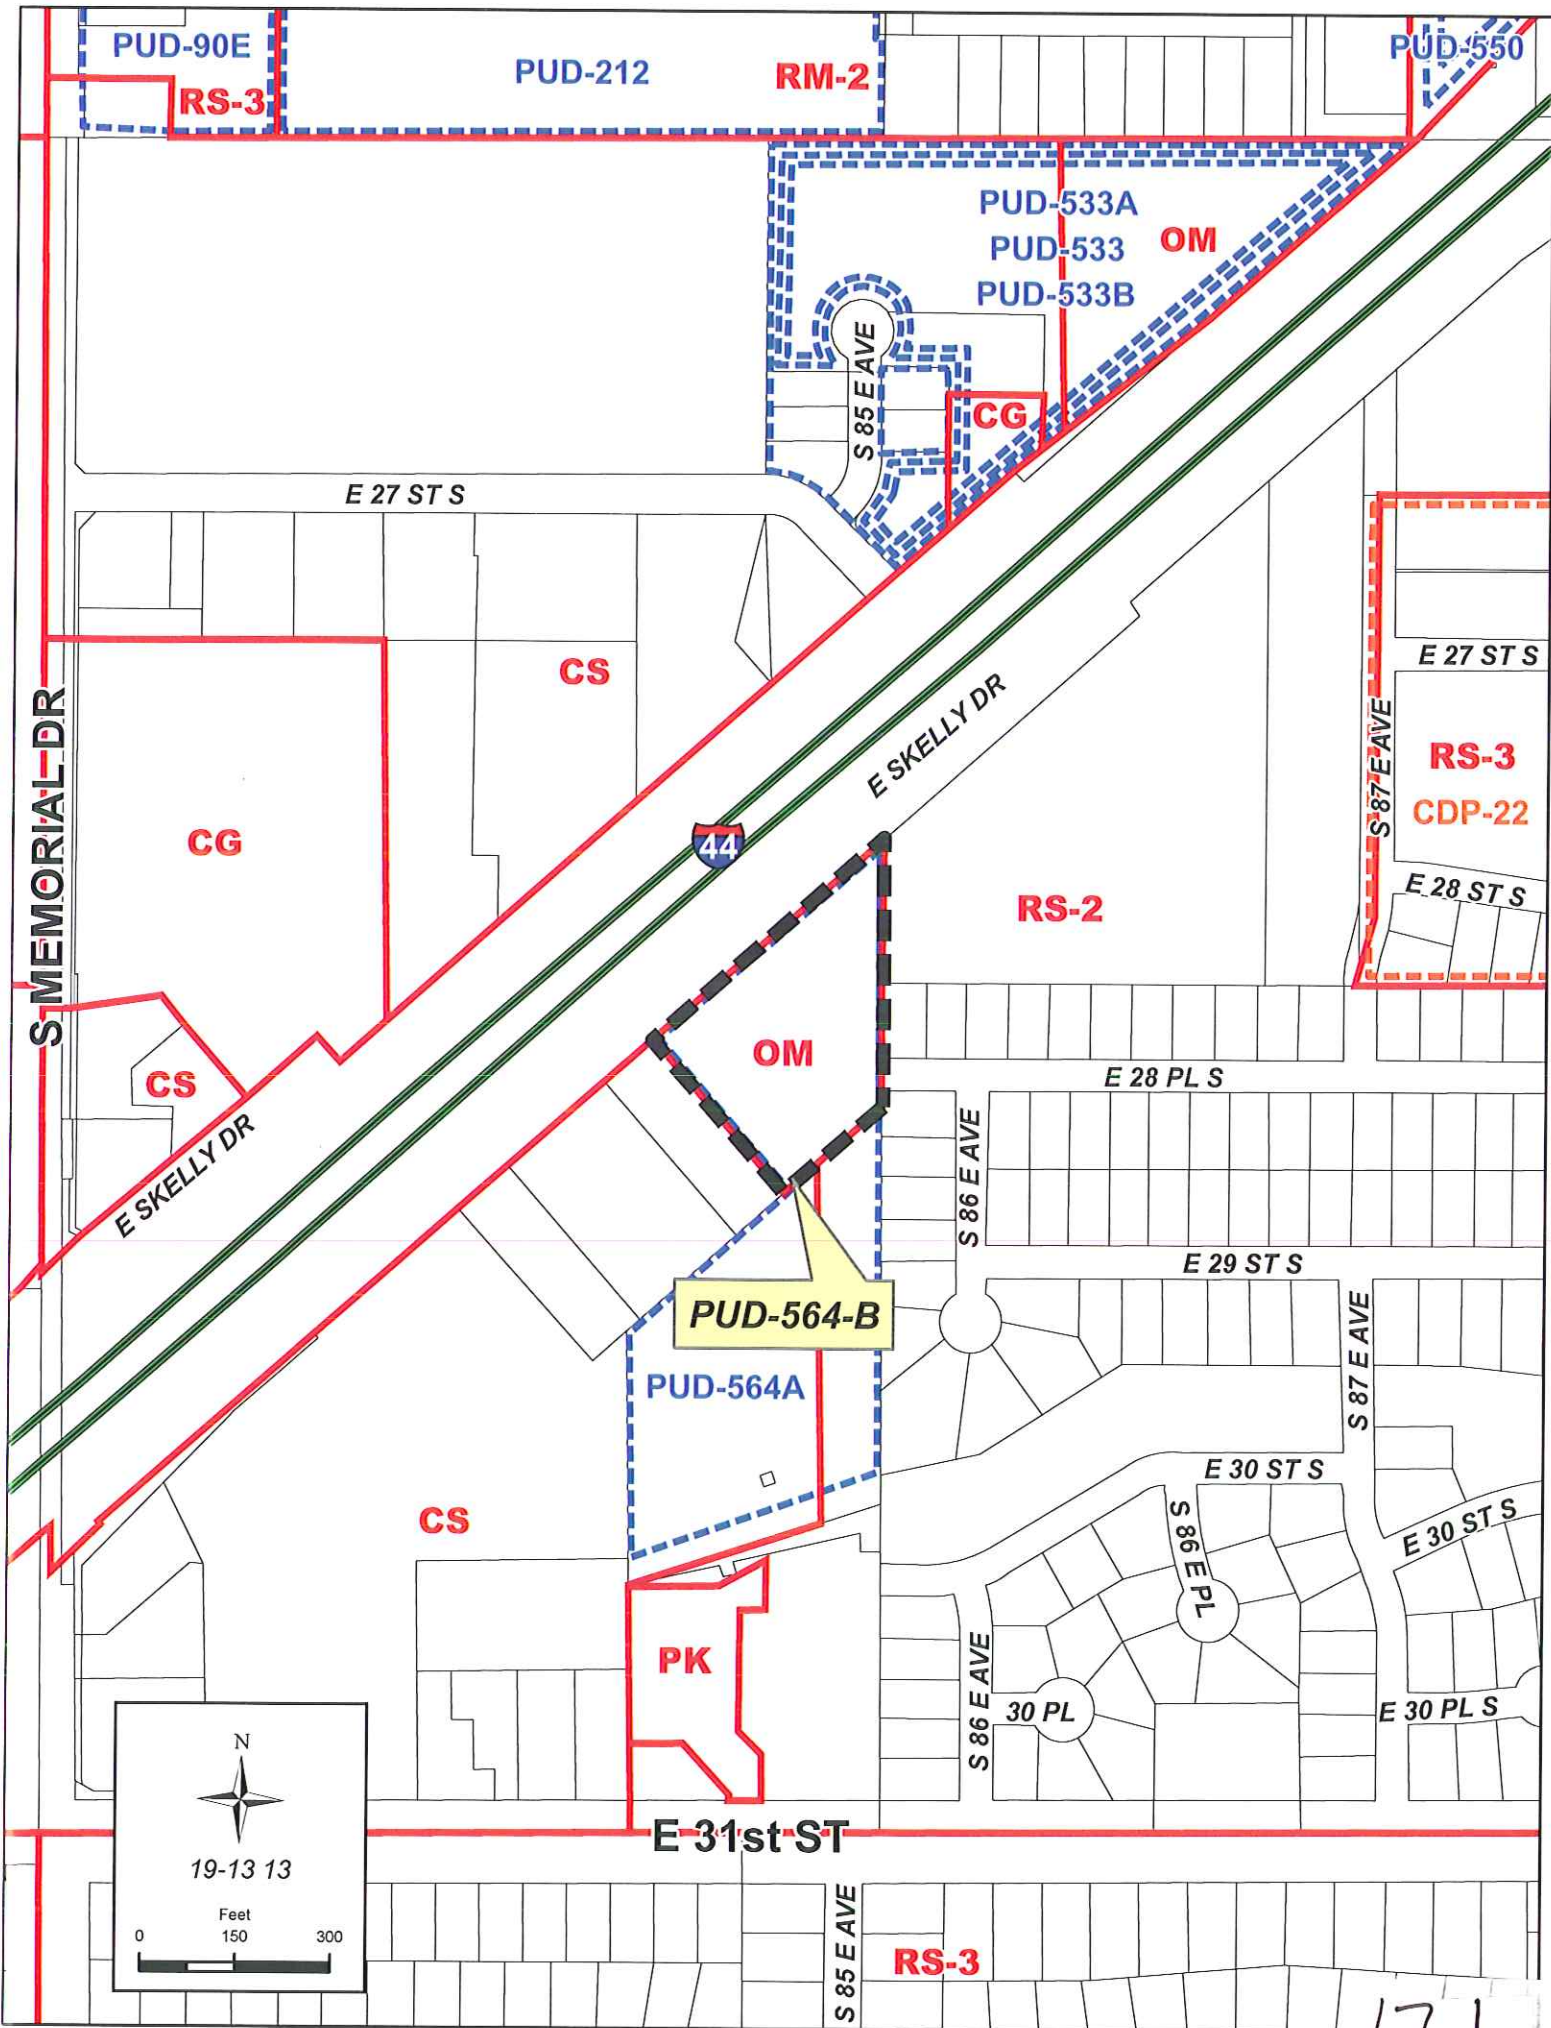 PUD-90E
PUD-212
RM-2
PUD-550
RS-3
PUD-533A
PUD-533
PUD-533B
OM
S 85 E AVE
CG
E 27 ST S
E 27 ST S
CS
E SKELLY DR
S 87 E AVE
RS-3
CDP-22
S MEMORIAL DR
CG
44
RS-2
E 28 ST S
OM
CS
E 28 PL S
E SKELLY DR
S 86 E AVE
E 29 ST S
PUD-564-B
PUD-564A
S 87 E AVE
E 30 ST S
CS
S 86 E PL
E 30 ST S
PK
S 86 E AVE
30 PL
E 30 PL S
N
19-13 13
Feet
0 150 300
E 31st ST
S 85 E AVE
RS-3